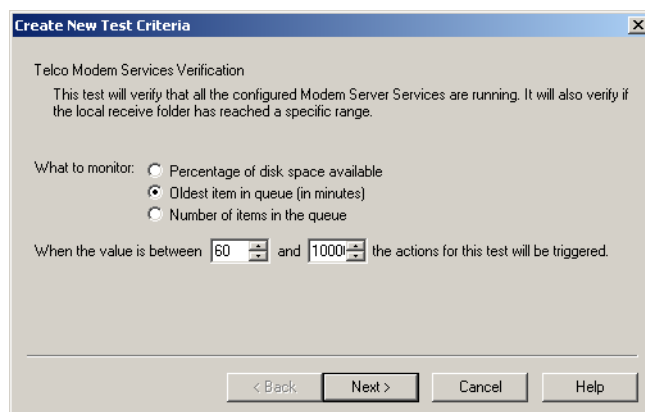 Create New Test Criteria
Telco Modem Services Verification
This test will verify that all the configured Modem Server Services are running. It will also verify if
the local receive folder has reached a specific range.
What to monitor: Percentage of disk space available
Oldest item in queue (in minutes)
Number of items in the queue
When the value is between 60 and the actions for this test will be triggered.
< Back Next > Cancel Help